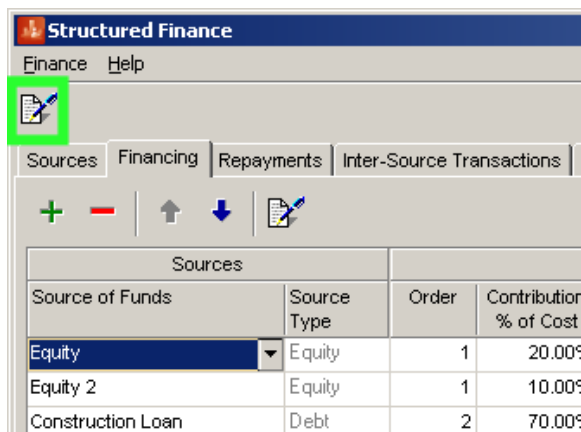 Structured Finance
Finance Help
Sources Financing Repayments Inter-Source Transactions
Sources
Source of Funds Source Type Order Contribution % of Cost
Equity Equity 1 20.00%
Equity 2 Equity 1 10.00%
Construction Loan Debt 2 70.00%